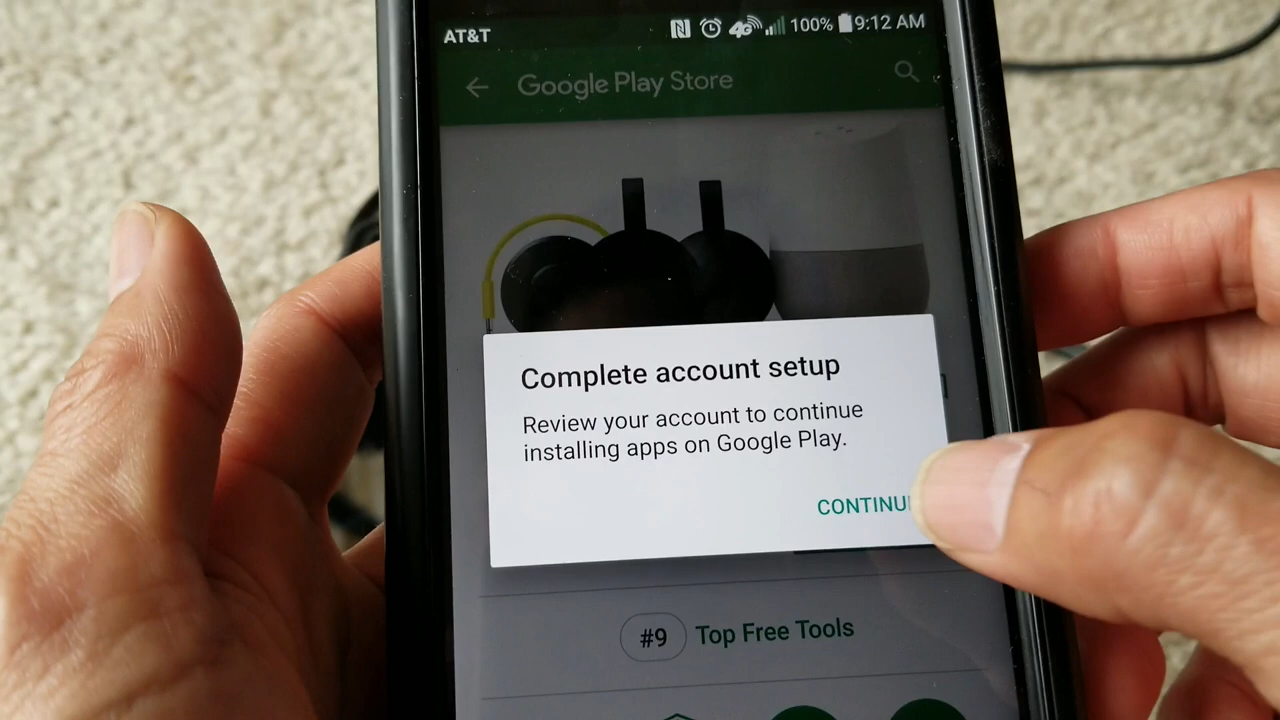 AT&T
4G 100% 9:12 AM
Google Play Store
Complete account setup
Review your account to continue
installing apps on Google Play.
CONTINU
#9 Top Free Tools